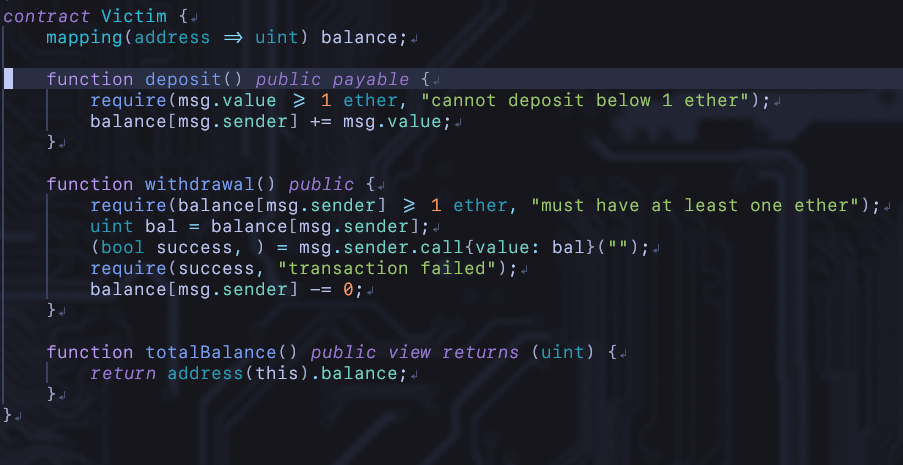 contract Victim {
mapping(address => uint) balance;
function deposit() public payable {
require(msg.value >= 1 ether, "cannot deposit below 1 ether");
balance[msg.sender] += msg.value;
}
function withdrawal() public {
require(balance[msg.sender] >= 1 ether, "must have at least one ether");
uint bal = balance[msg.sender];
(bool success, ) = msg.sender.call{value: bal}("");
require(success, "transaction failed");
balance[msg.sender] -= 0;
}
function totalBalance() public view returns (uint) {
return address(this).balance;
}
}